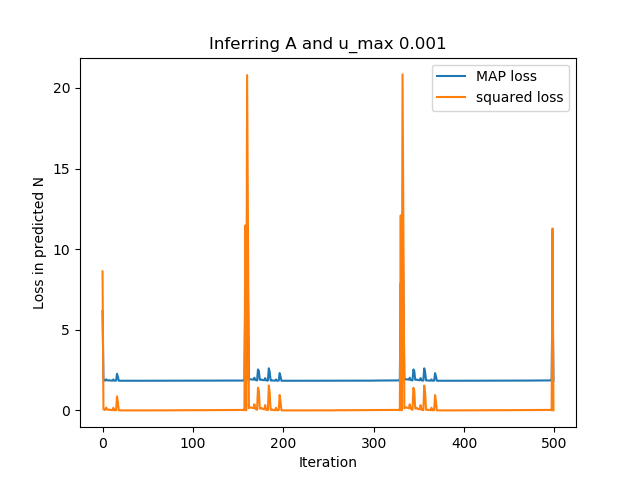 Inferring A and u_max 0.001
MAP loss
squared loss
Loss in predicted N
20
15
10
5
0
0 100 200 300 400 500
Iteration